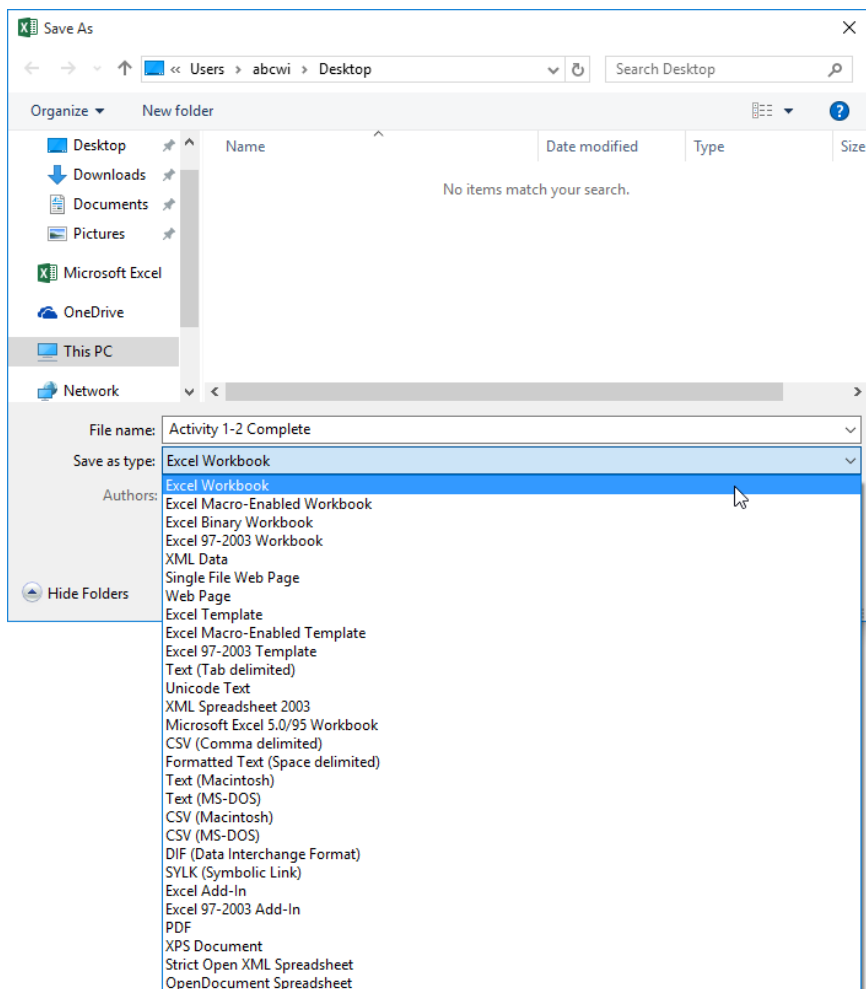 Save As
« Users › abcwi › Desktop
Search Desktop
Organize
New folder
?
Desktop
Downloads
Documents
Pictures
Microsoft Excel
OneDrive
This PC
Network
Name
Date modified
Type
Size
No items match your search.
File name: Activity 1-2 Complete
Save as type: Excel Workbook
Authors:
Hide Folders
Excel Workbook
Excel Macro-Enabled Workbook
Excel Binary Workbook
Excel 97-2003 Workbook
XML Data
Single File Web Page
Web Page
Excel Template
Excel Macro-Enabled Template
Excel 97-2003 Template
Text (Tab delimited)
Unicode Text
XML Spreadsheet 2003
Microsoft Excel 5.0/95 Workbook
CSV (Comma delimited)
Formatted Text (Space delimited)
Text (Macintosh)
Text (MS-DOS)
CSV (Macintosh)
CSV (MS-DOS)
DIF (Data Interchange Format)
SYLK (Symbolic Link)
Excel Add-In
Excel 97-2003 Add-In
PDF
XPS Document
Strict Open XML Spreadsheet
OpenDocument Spreadsheet